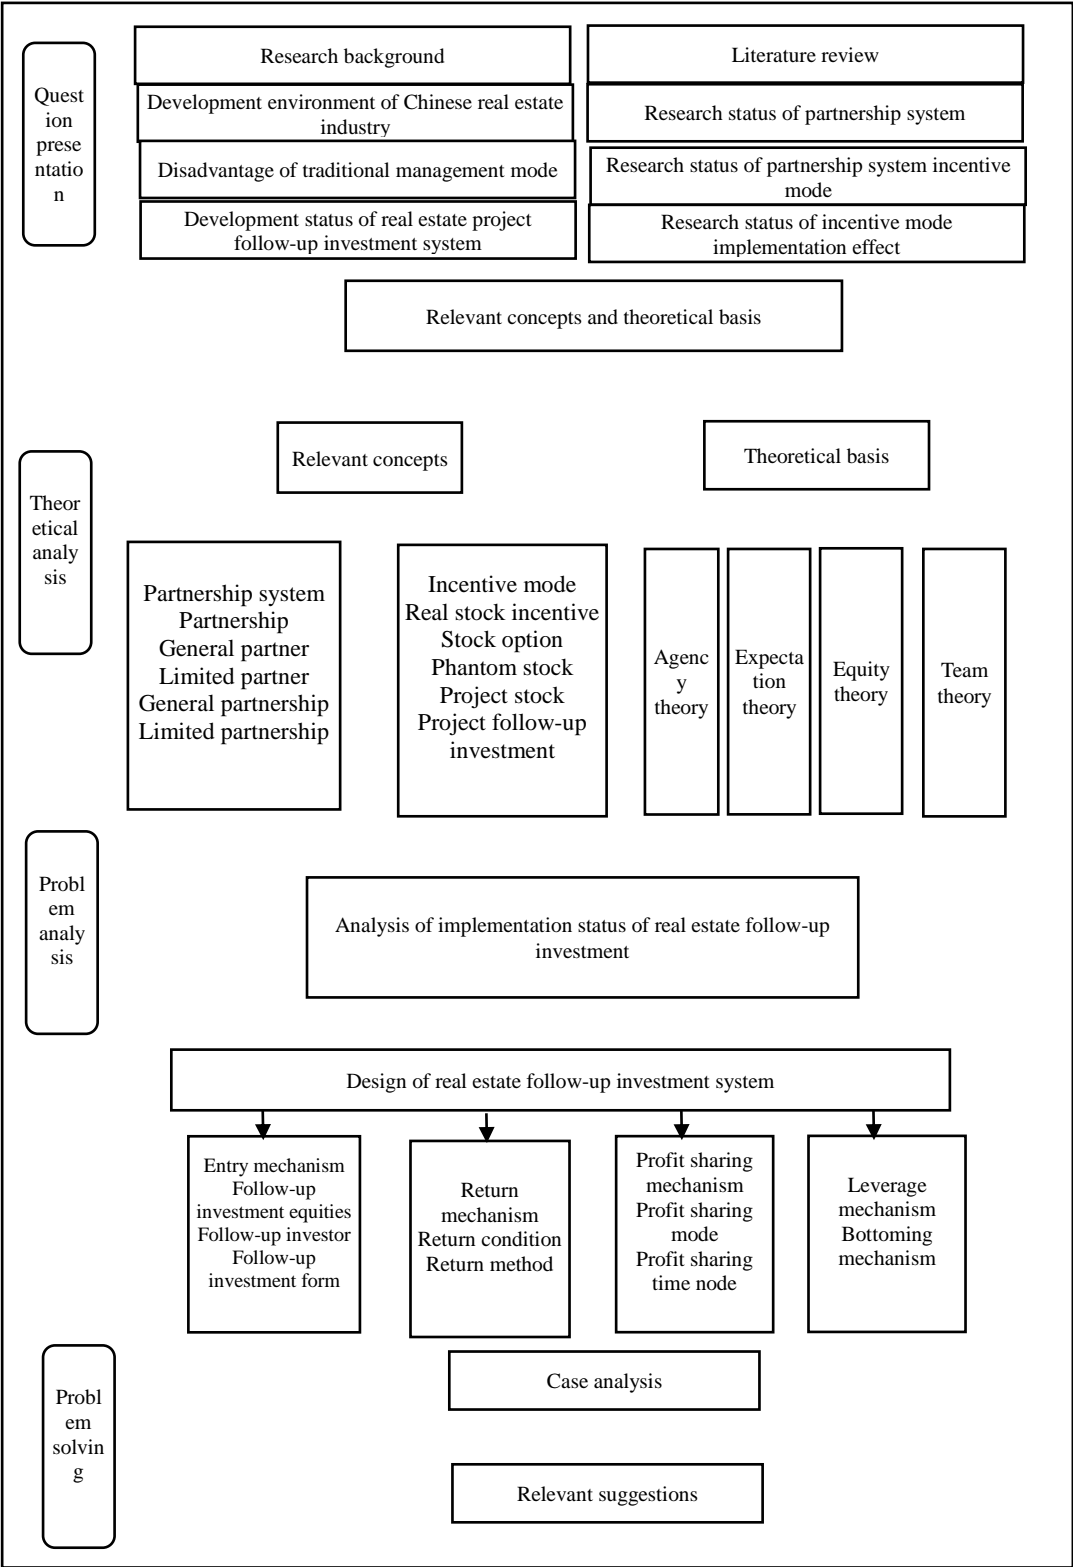 Quest
ion
prese
ntatio
n
Research background
Literature review
Development environment of Chinese real estate
industry
Research status of partnership system
Disadvantage of traditional management mode
Research status of partnership system incentive
mode
Development status of real estate project
follow-up investment system
Research status of incentive mode
implementation effect
Relevant concepts and theoretical basis
Theor
etical
analy
sis
Relevant concepts
Theoretical basis
Partnership system
Partnership
General partner
Limited partner
General partnership
Limited partnership
Incentive mode
Real stock incentive
Stock option
Phantom stock
Project stock
Project follow-up
investment
Agenc
y
theory
Expecta
tion
theory
Equity
theory
Team
theory
Probl
em
analy
sis
Analysis of implementation status of real estate follow-up
investment
Design of real estate follow-up investment system
Entry mechanism
Follow-up
investment equities
Follow-up investor
Follow-up
investment form
Return
mechanism
Return condition
Return method
Profit sharing
mechanism
Profit sharing
mode
Profit sharing
time node
Leverage
mechanism
Bottoming
mechanism
Probl
em
solvin
g
Case analysis
Relevant suggestions